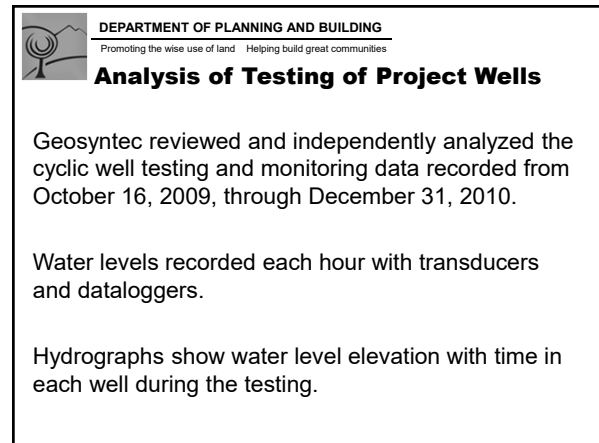 DEPARTMENT OF PLANNING AND BUILDING
Promoting the wise use of land Helping build great communities
Analysis of Testing of Project Wells
Geosyntec reviewed and independently analyzed the
cyclic well testing and monitoring data recorded from
October 16, 2009, through December 31, 2010.
Water levels recorded each hour with transducers
and dataloggers.
Hydrographs show water level elevation with time in
each well during the testing.